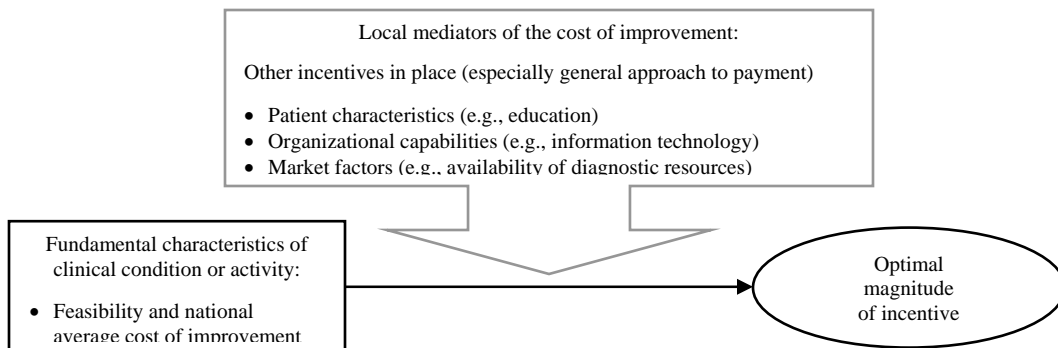 Local mediators of the cost of improvement:
Other incentives in place (especially general approach to payment)
• Patient characteristics (e.g., education)
• Organizational capabilities (e.g., information technology)
• Market factors (e.g., availability of diagnostic resources)
Fundamental characteristics of
clinical condition or activity:
• Feasibility and national
average cost of improvement
Optimal
magnitude
of incentive